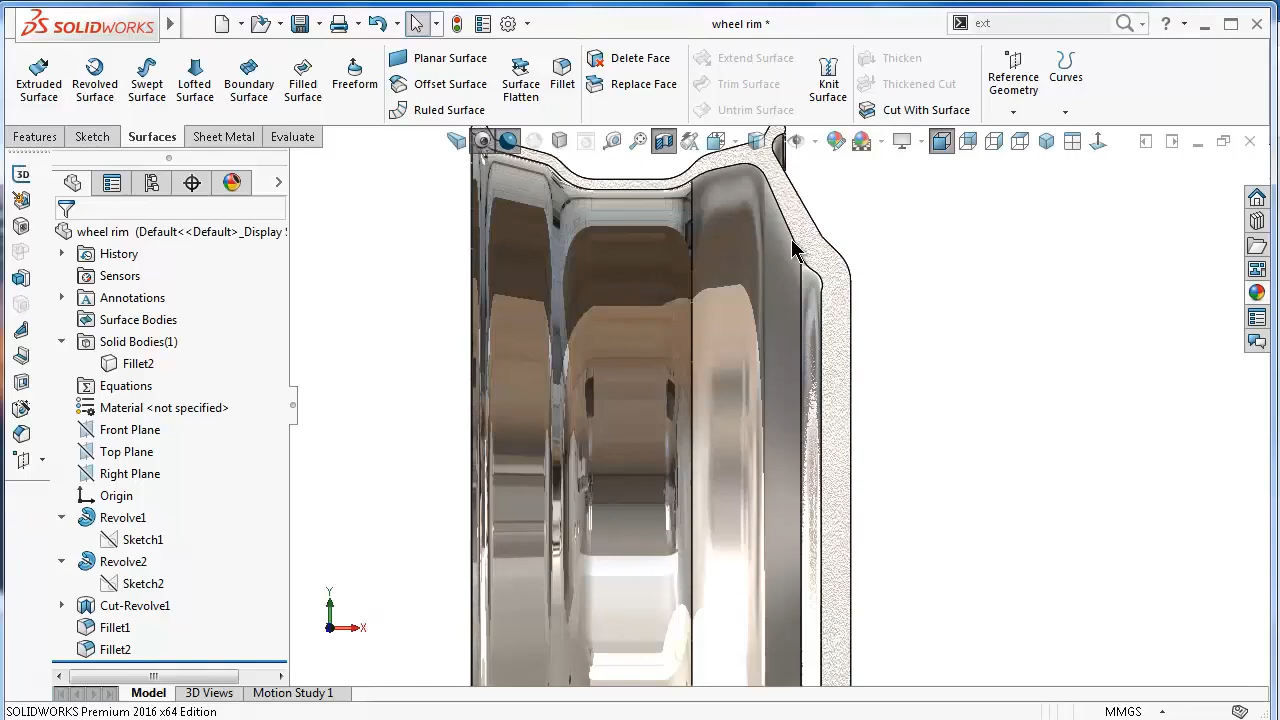 SOLIDWORKS
wheel rim *
ext
Extruded Surface
Revolved Surface
Swept Surface
Lofted Surface
Boundary Surface
Filled Surface
Freeform
Planar Surface
Offset Surface
Ruled Surface
Surface Flatten
Fillet
Delete Face
Replace Face
Extend Surface
Trim Surface
Untrim Surface
Knit Surface
Thicken
Thickened Cut
Cut With Surface
Reference Geometry
Curves
Features
Sketch
Surfaces
Sheet Metal
Evaluate
3D
wheel rim (Default<<Default>_Display S
History
Sensors
Annotations
Surface Bodies
Solid Bodies(1)
Fillet2
Equations
Material <not specified>
Front Plane
Top Plane
Right Plane
Origin
Revolve1
Sketch1
Revolve2
Sketch2
Cut-Revolve1
Fillet1
Fillet2
Y
X
Model
3D Views
Motion Study 1
SOLIDWORKS Premium 2016 x64 Edition
MMGS